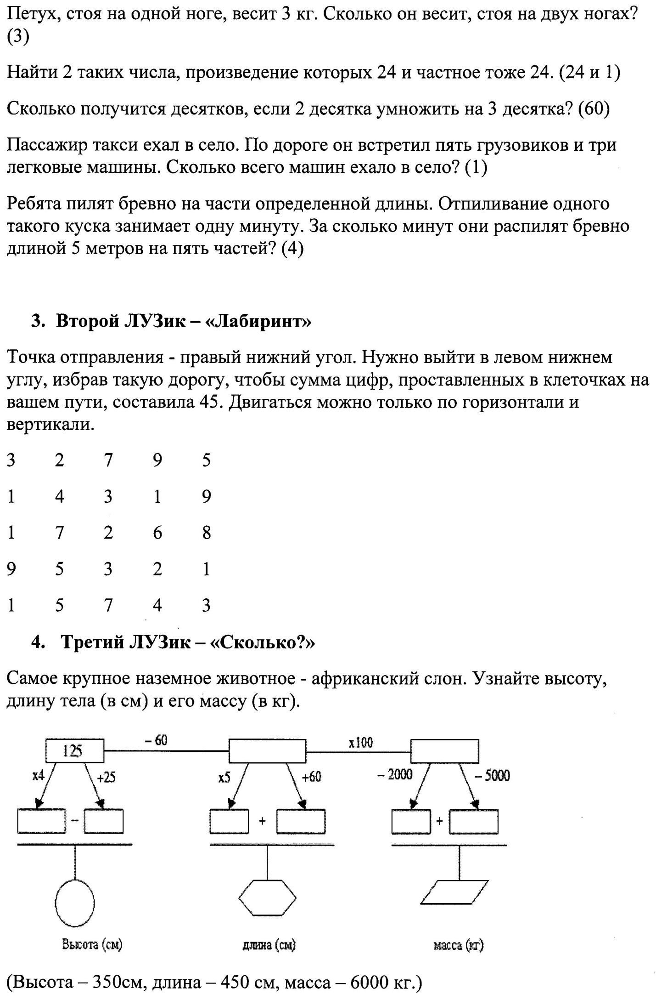 Петух, стоя на одной ноге, весит 3 кг. Сколько он весит, стоя на двух ногах?
(3)
Найти 2 таких числа, произведение которых 24 и частное тоже 24. (24 и 1)
Сколько получится десятков, если 2 десятка умножить на 3 десятка? (60)
Пассажир такси ехал в село. По дороге он встретил пять грузовиков и три
легковые машины. Сколько всего машин ехало в село? (1)
Ребята пилят бревно на части определенной длины. Отпиливание одного
такого куска занимает одну минуту. За сколько минут они распилят бревно
длиной 5 метров на пять частей? (4)
3. Второй ЛУЗик – «Лабиринт»
Точка отправления - правый нижний угол. Нужно выйти в левом нижнем
углу, избрав такую дорогу, чтобы сумма цифр, проставленных в клеточках на
вашем пути, составила 45. Двигаться можно только по горизонтали и
вертикали.
3 2 7 9 5
1 4 3 1 9
1 7 2 6 8
9 5 3 2 1
1 5 7 4 3
4. Третий ЛУЗик – «Сколько?»
Самое крупное наземное животное - африканский слон. Узнайте высоту,
длину тела (в см) и его массу (в кг).
– 60 х100
125
х4 +25 х5 +60 – 2000 – 5000
– + +
Высота (см) длина (см) масса (кг)
(Высота – 350см, длина – 450 см, масса – 6000 кг.)